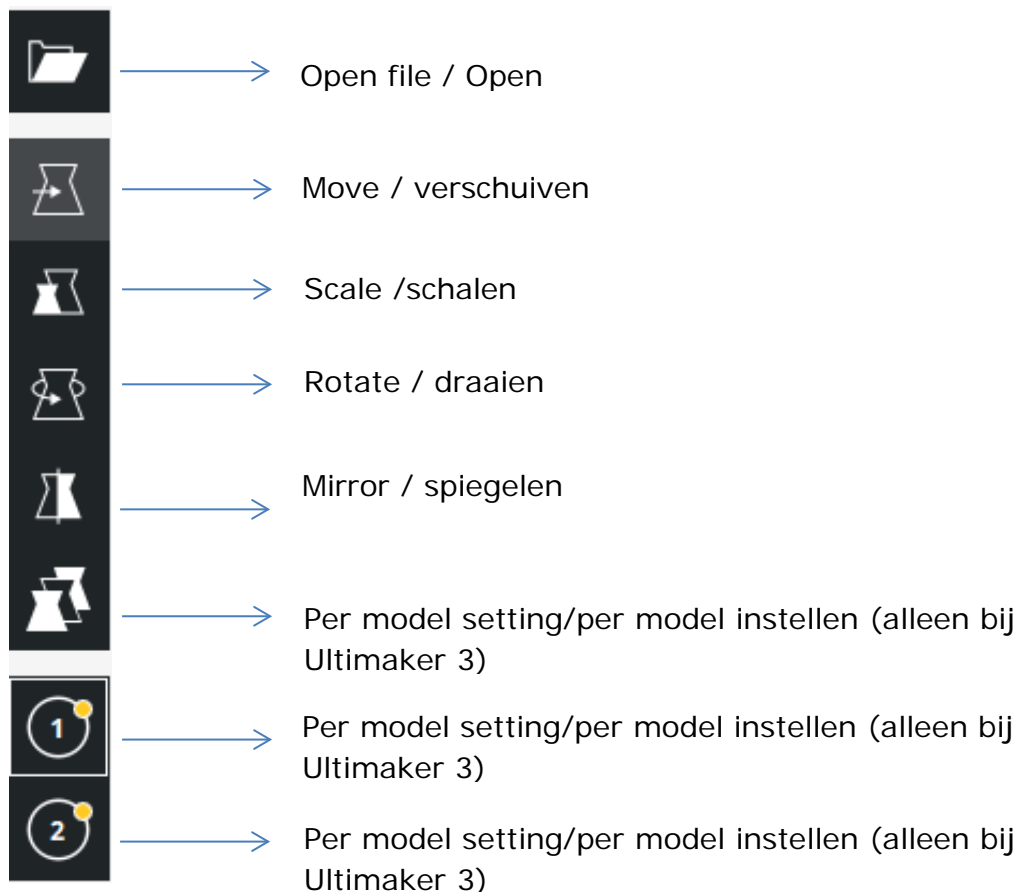 Open file / Open
Move / verschuiven
Scale /schalen
Rotate / draaien
Mirror / spiegelen
Per model setting/per model instellen (alleen bij
Ultimaker 3)
1
Per model setting/per model instellen (alleen bij
Ultimaker 3)
2
Per model setting/per model instellen (alleen bij
Ultimaker 3)